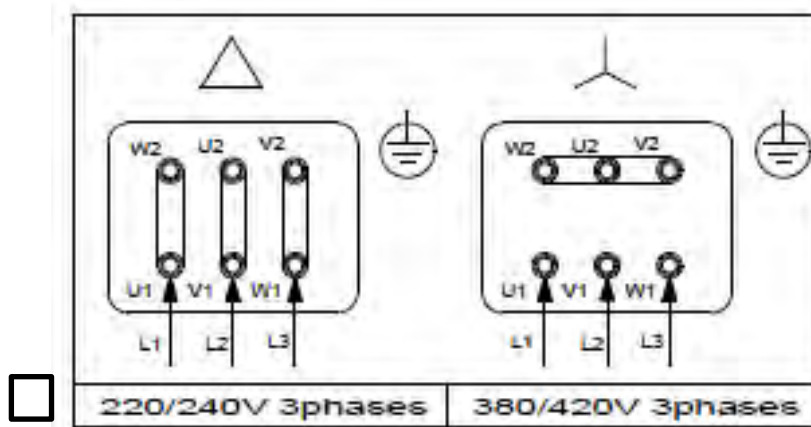 W2 U2 V2
W2 U2 V2
U1 V1 W1
U1 V1 W1
L1 L2 L3
L1 L2 L3
220/240V 3phases
380/420V 3phases